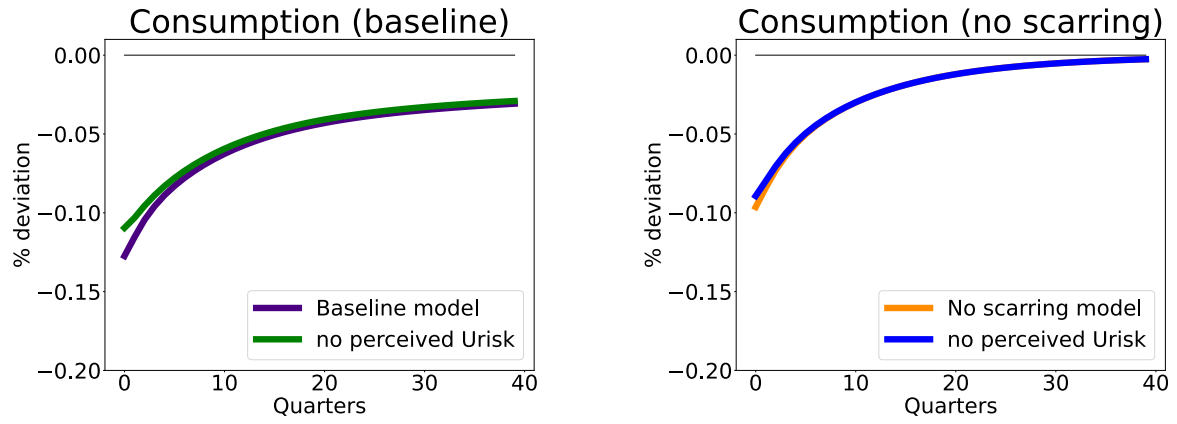 Consumption (baseline)
% deviation
0.00
−0.05
−0.10
−0.15
−0.20
Baseline model
no perceived Urisk
0 10 20 30 40
Quarters
Consumption (no scarring)
% deviation
0.00
−0.05
−0.10
−0.15
−0.20
No scarring model
no perceived Urisk
0 10 20 30 40
Quarters